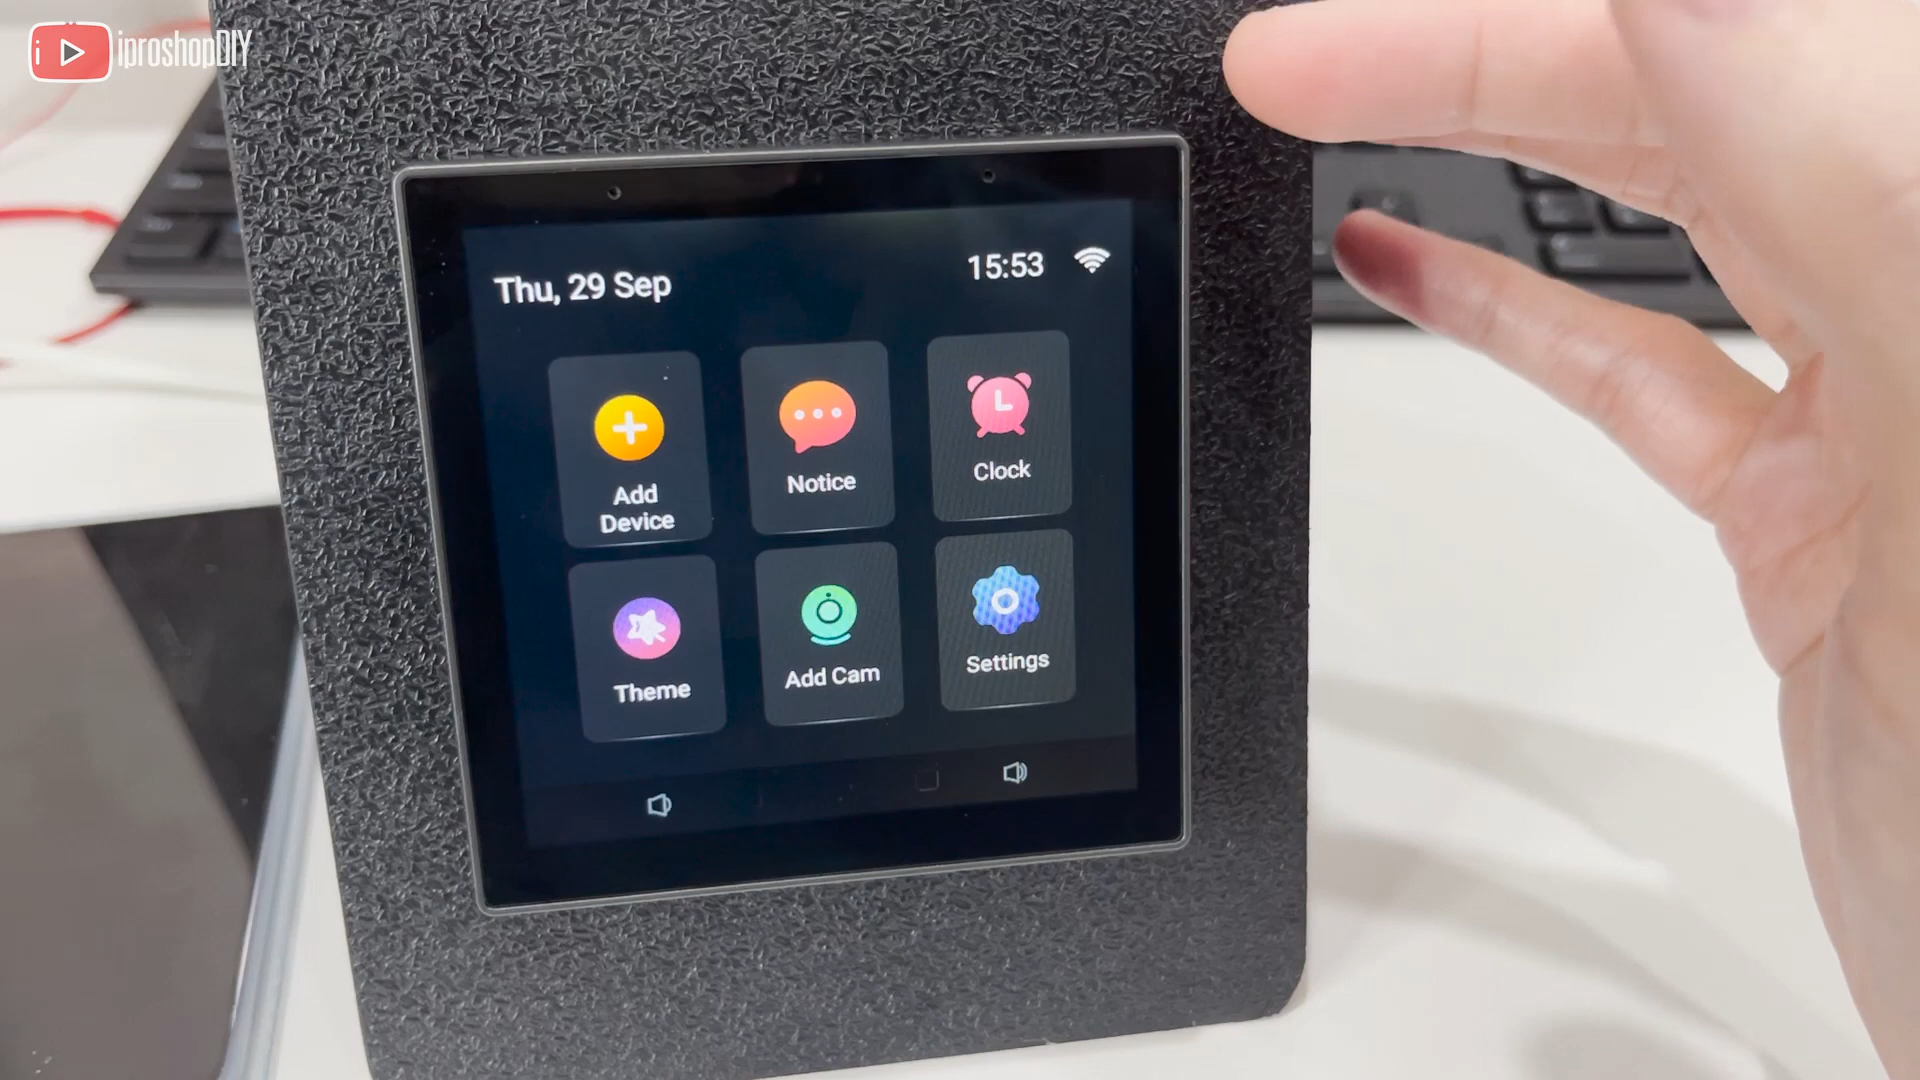 iproshopDIY
Thu, 29 Sep
15:53
Add
Device
Notice
Clock
Theme
Add Cam
Settings